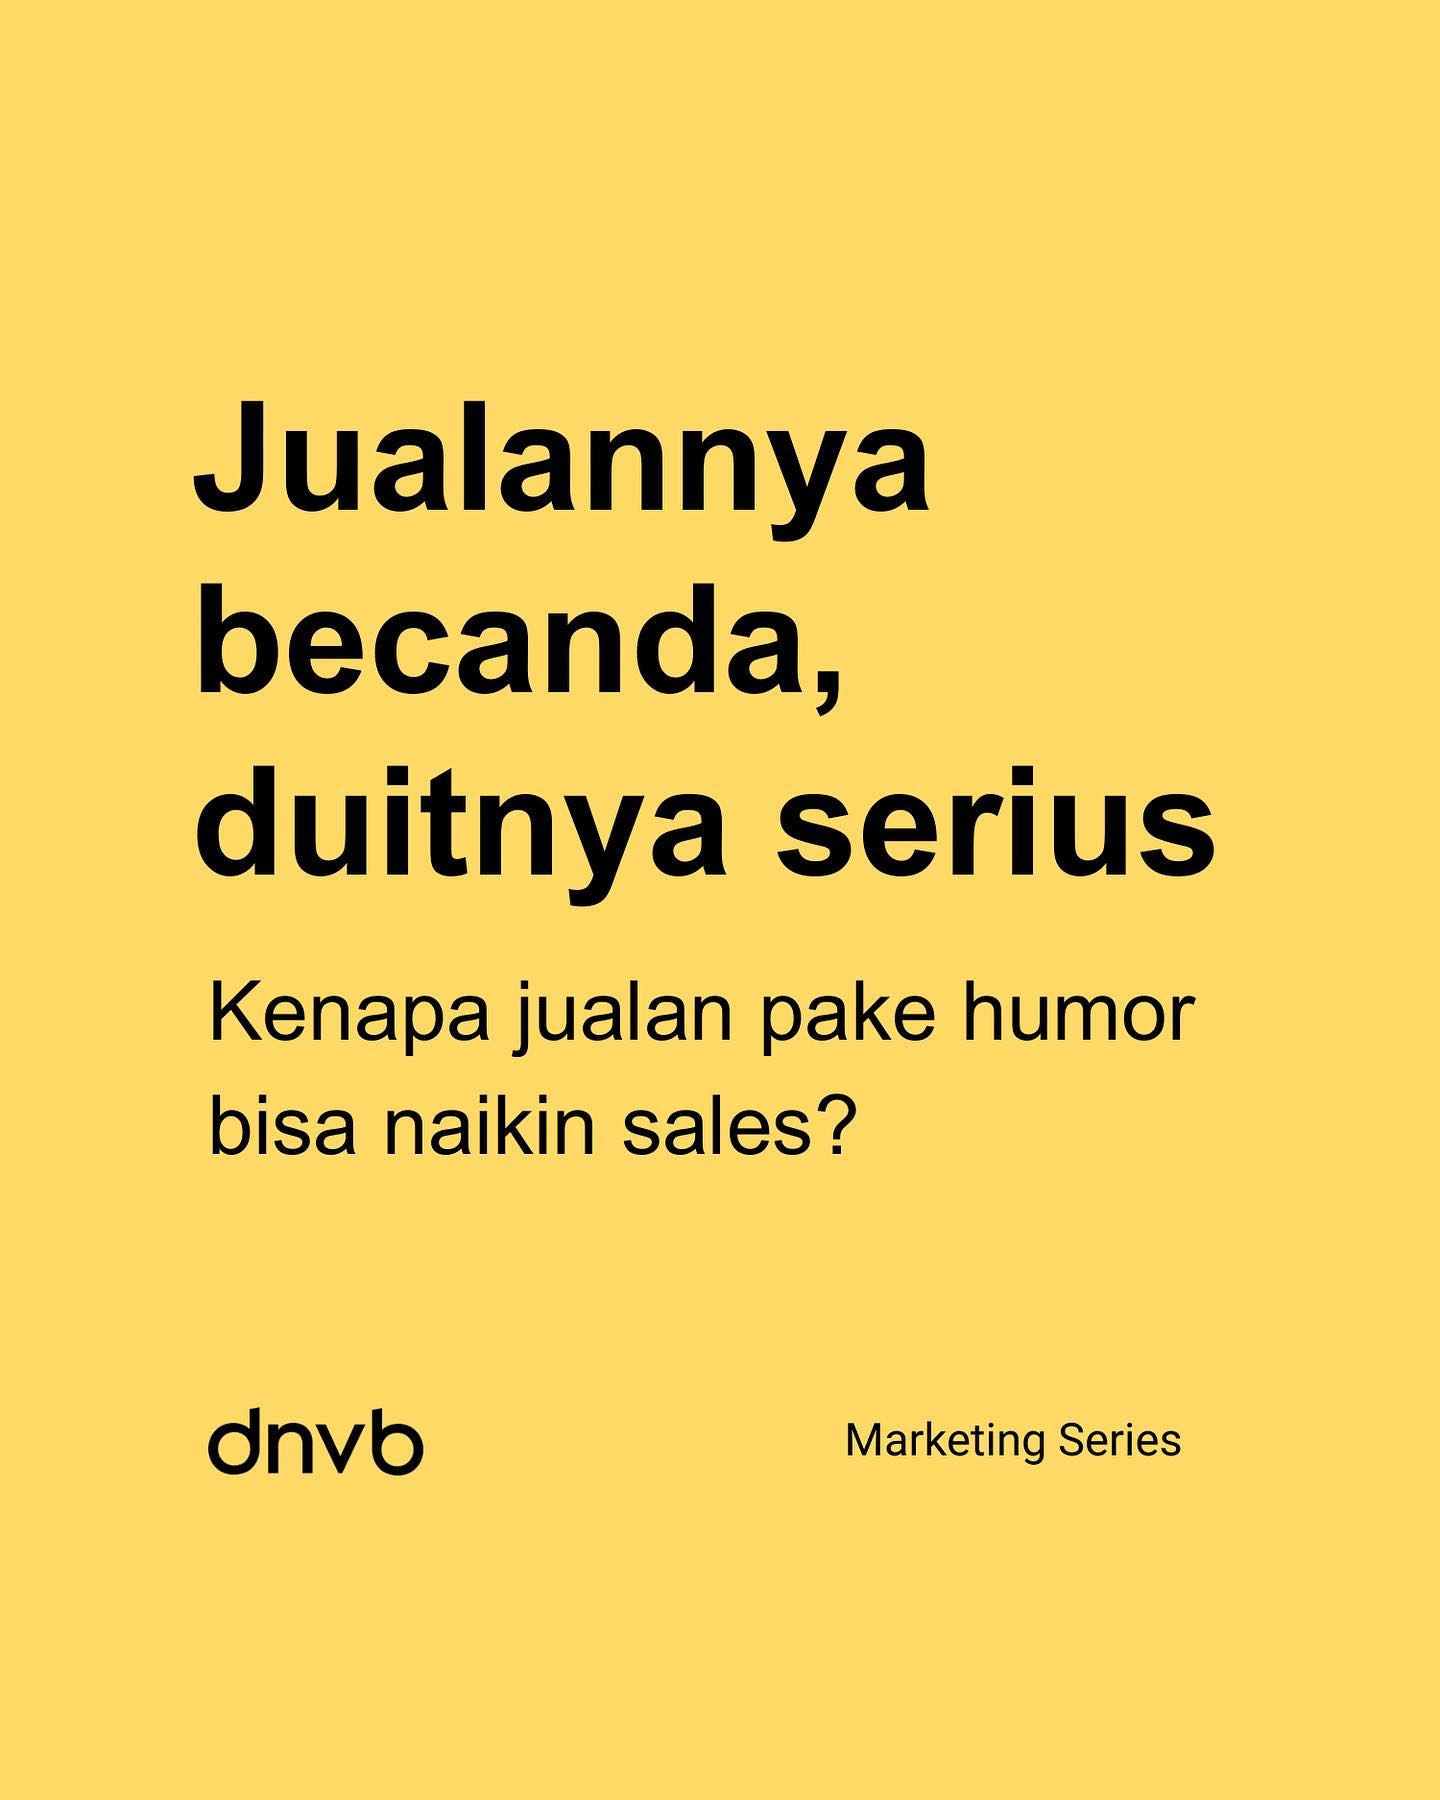 Jualannya
becanda,
duitnya serius
Kenapa jualan pake humor
bisa naikin sales?
dnvb
Marketing Series